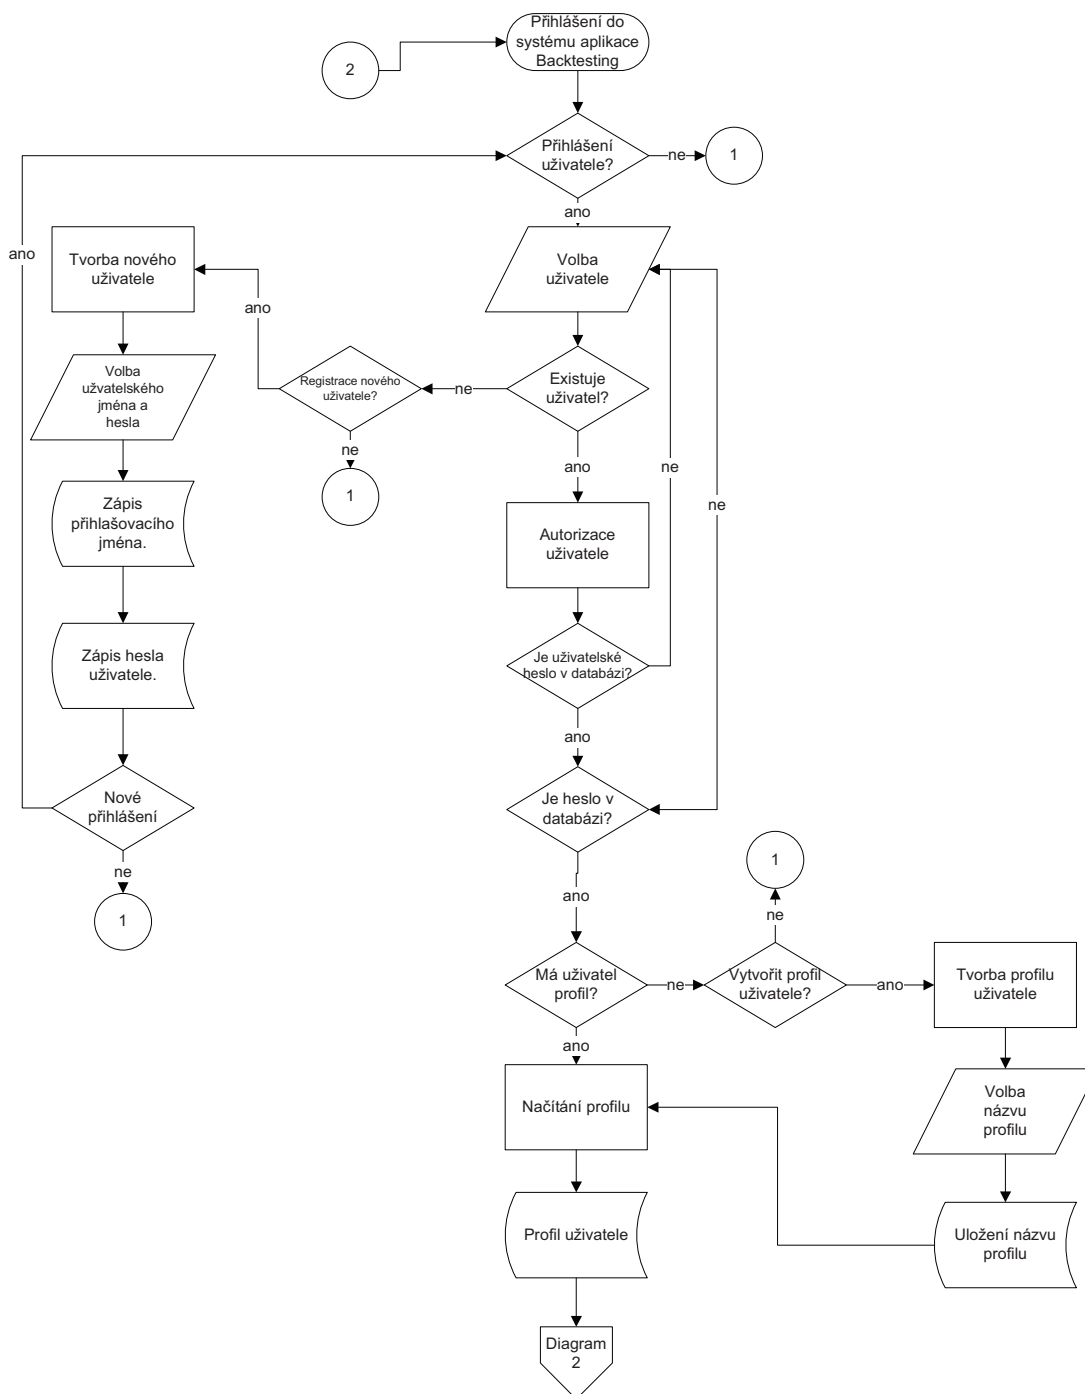 Přihlášení do
systému aplikace
Backtesting
2
Přihlášení
uživatele?
ne
1
ano
ano
Tvorba nového
uživatele
Volba
uživatele
ano
Volba
užvatelského
jména a
hesla
Registrace nového
uživatele?
ne
Existuje
uživatel?
ne
1
ano
ne
ne
Zápis
přihlašovacího
jména.
Autorizace
uživatele
Zápis hesla
uživatele.
Je uživatelské
heslo v databázi?
ano
Nové
přihlášení
Je heslo v
databázi?
ne
1
1
ano
ne
Má uživatel
profil?
ne
Vytvořit profil
uživatele?
ano
Tvorba profilu
uživatele
ano
Načítání profilu
Volba
názvu
profilu
Profil uživatele
Uložení názvu
profilu
Diagram
2